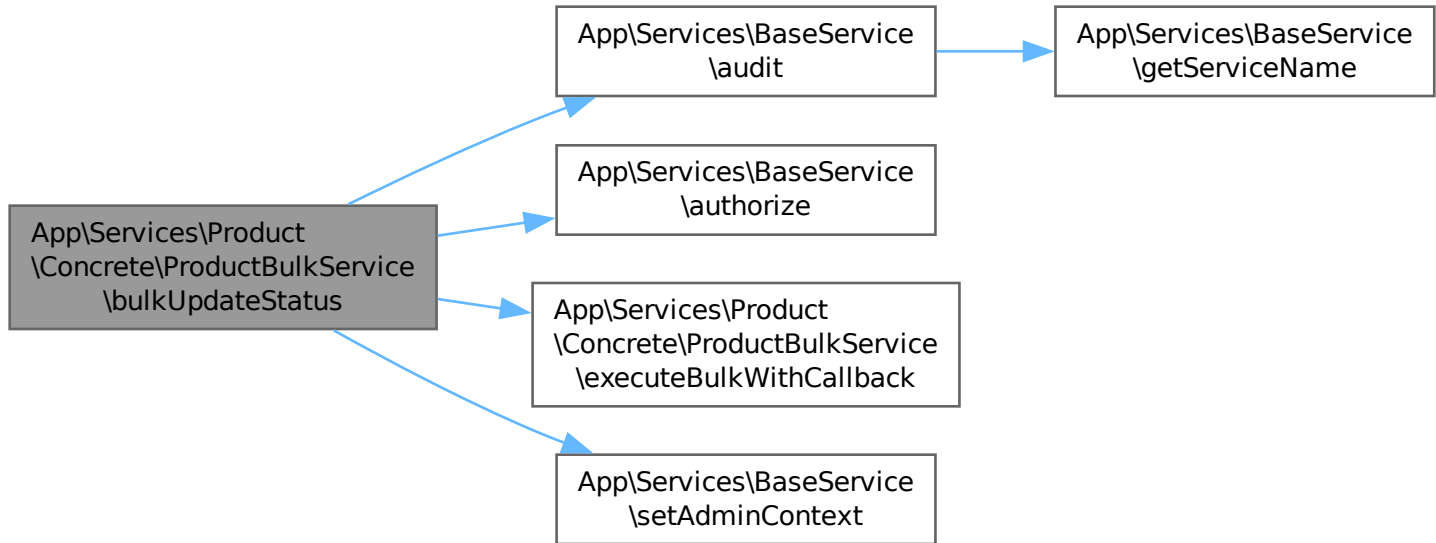 App\Services\BaseService
\audit
App\Services\BaseService
\getServiceName
App\Services\BaseService
\authorize
App\Services\Product
\Concrete\ProductBulkService
\bulkUpdateStatus
App\Services\Product
\Concrete\ProductBulkService
\executeBulkWithCallback
App\Services\BaseService
\setAdminContext